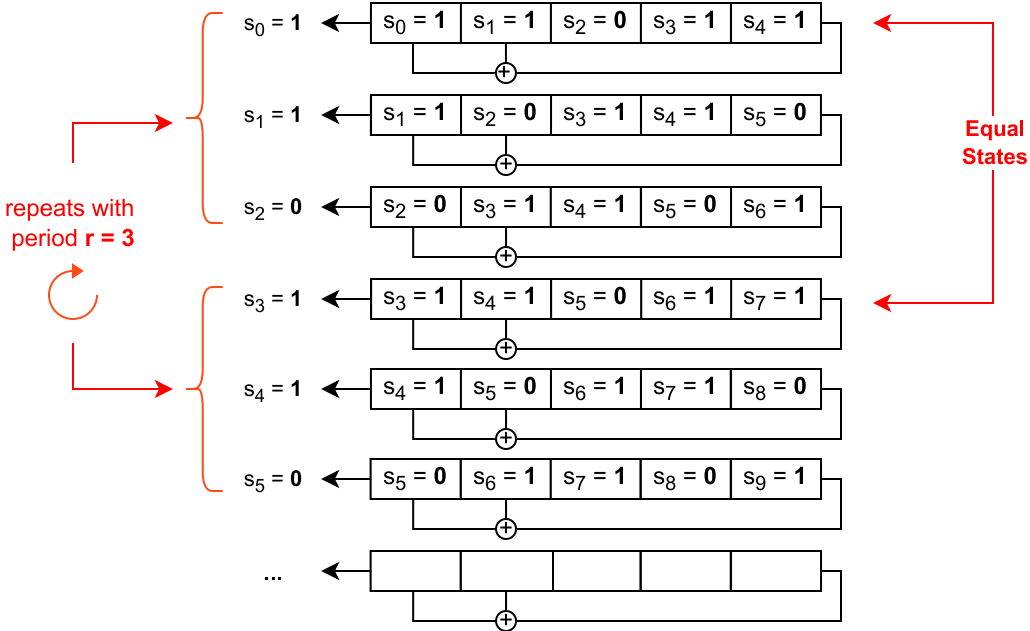 s0 = 1 s0 = 1 s1 = 1 s2 = 0 s3 = 1 s4 = 1
+
s1 = 1 s1 = 1 s2 = 0 s3 = 1 s4 = 1 s5 = 0
+
Equal
States
s2 = 0 s2 = 0 s3 = 1 s4 = 1 s5 = 0 s6 = 1
+
repeats with
period r = 3
s3 = 1 s3 = 1 s4 = 1 s5 = 0 s6 = 1 s7 = 1
+
s4 = 1 s4 = 1 s5 = 0 s6 = 1 s7 = 1 s8 = 0
+
s5 = 0 s5 = 0 s6 = 1 s7 = 1 s8 = 0 s9 = 1
+
...
+